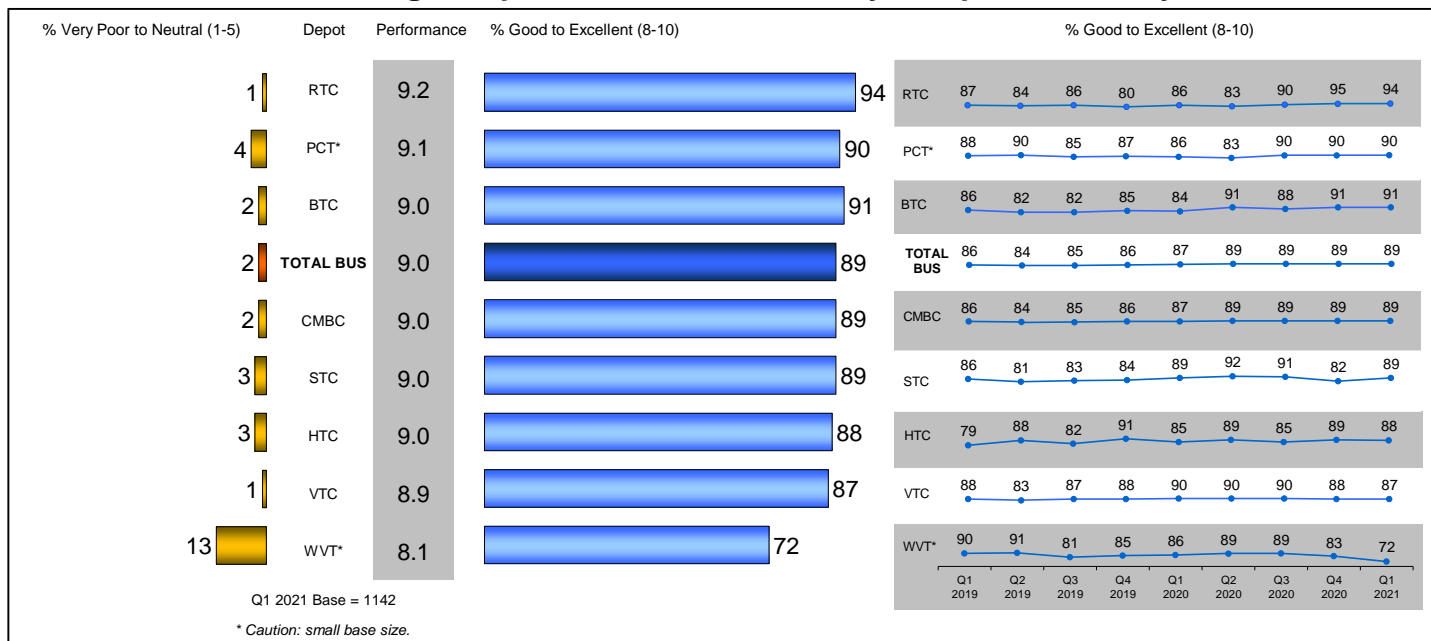 % Very Poor to Neutral (1-5) Depot Performance % Good to Excellent (8-10) % Good to Excellent (8-10)
1 RTC 9.2 94 RTC 87 84 86 80 86 83 90 95 94
4 PCT* 9.1 90 PCT* 88 90 85 87 86 83 90 90 90
2 BTC 9.0 91 BTC 86 82 82 85 84 91 88 91 91
2 TOTAL BUS 9.0 89 TOTAL BUS 86 84 85 86 87 89 89 89 89
2 CMBC 9.0 89 CMBC 86 84 85 86 87 89 89 89 89
3 STC 9.0 89 STC 86 81 83 84 89 92 91 82 89
3 HTC 9.0 88 HTC 79 88 82 91 85 89 85 89 88
1 VTC 8.9 87 VTC 88 83 87 88 90 90 90 88 87
13 WVT* 8.1 72 WVT* 90 91 81 85 86 89 89 83 72
Q1 Q2 Q3 Q4 Q1 Q2 Q3 Q4 Q1
2019 2019 2019 2019 2020 2020 2020 2020 2021
Q1 2021 Base = 1142
* Caution: small base size.